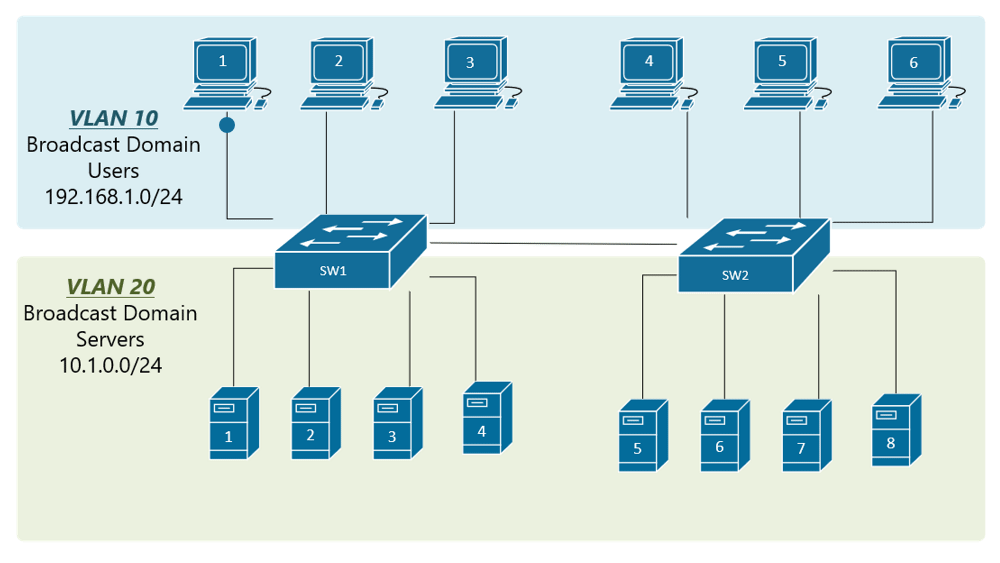 1 2 3 4 5 6
VLAN 10
Broadcast Domain
Users
192.168.1.0/24
SW1 SW2
VLAN 20
Broadcast Domain
Servers
10.1.0.0/24
1 2 3 4 5 6 7 8